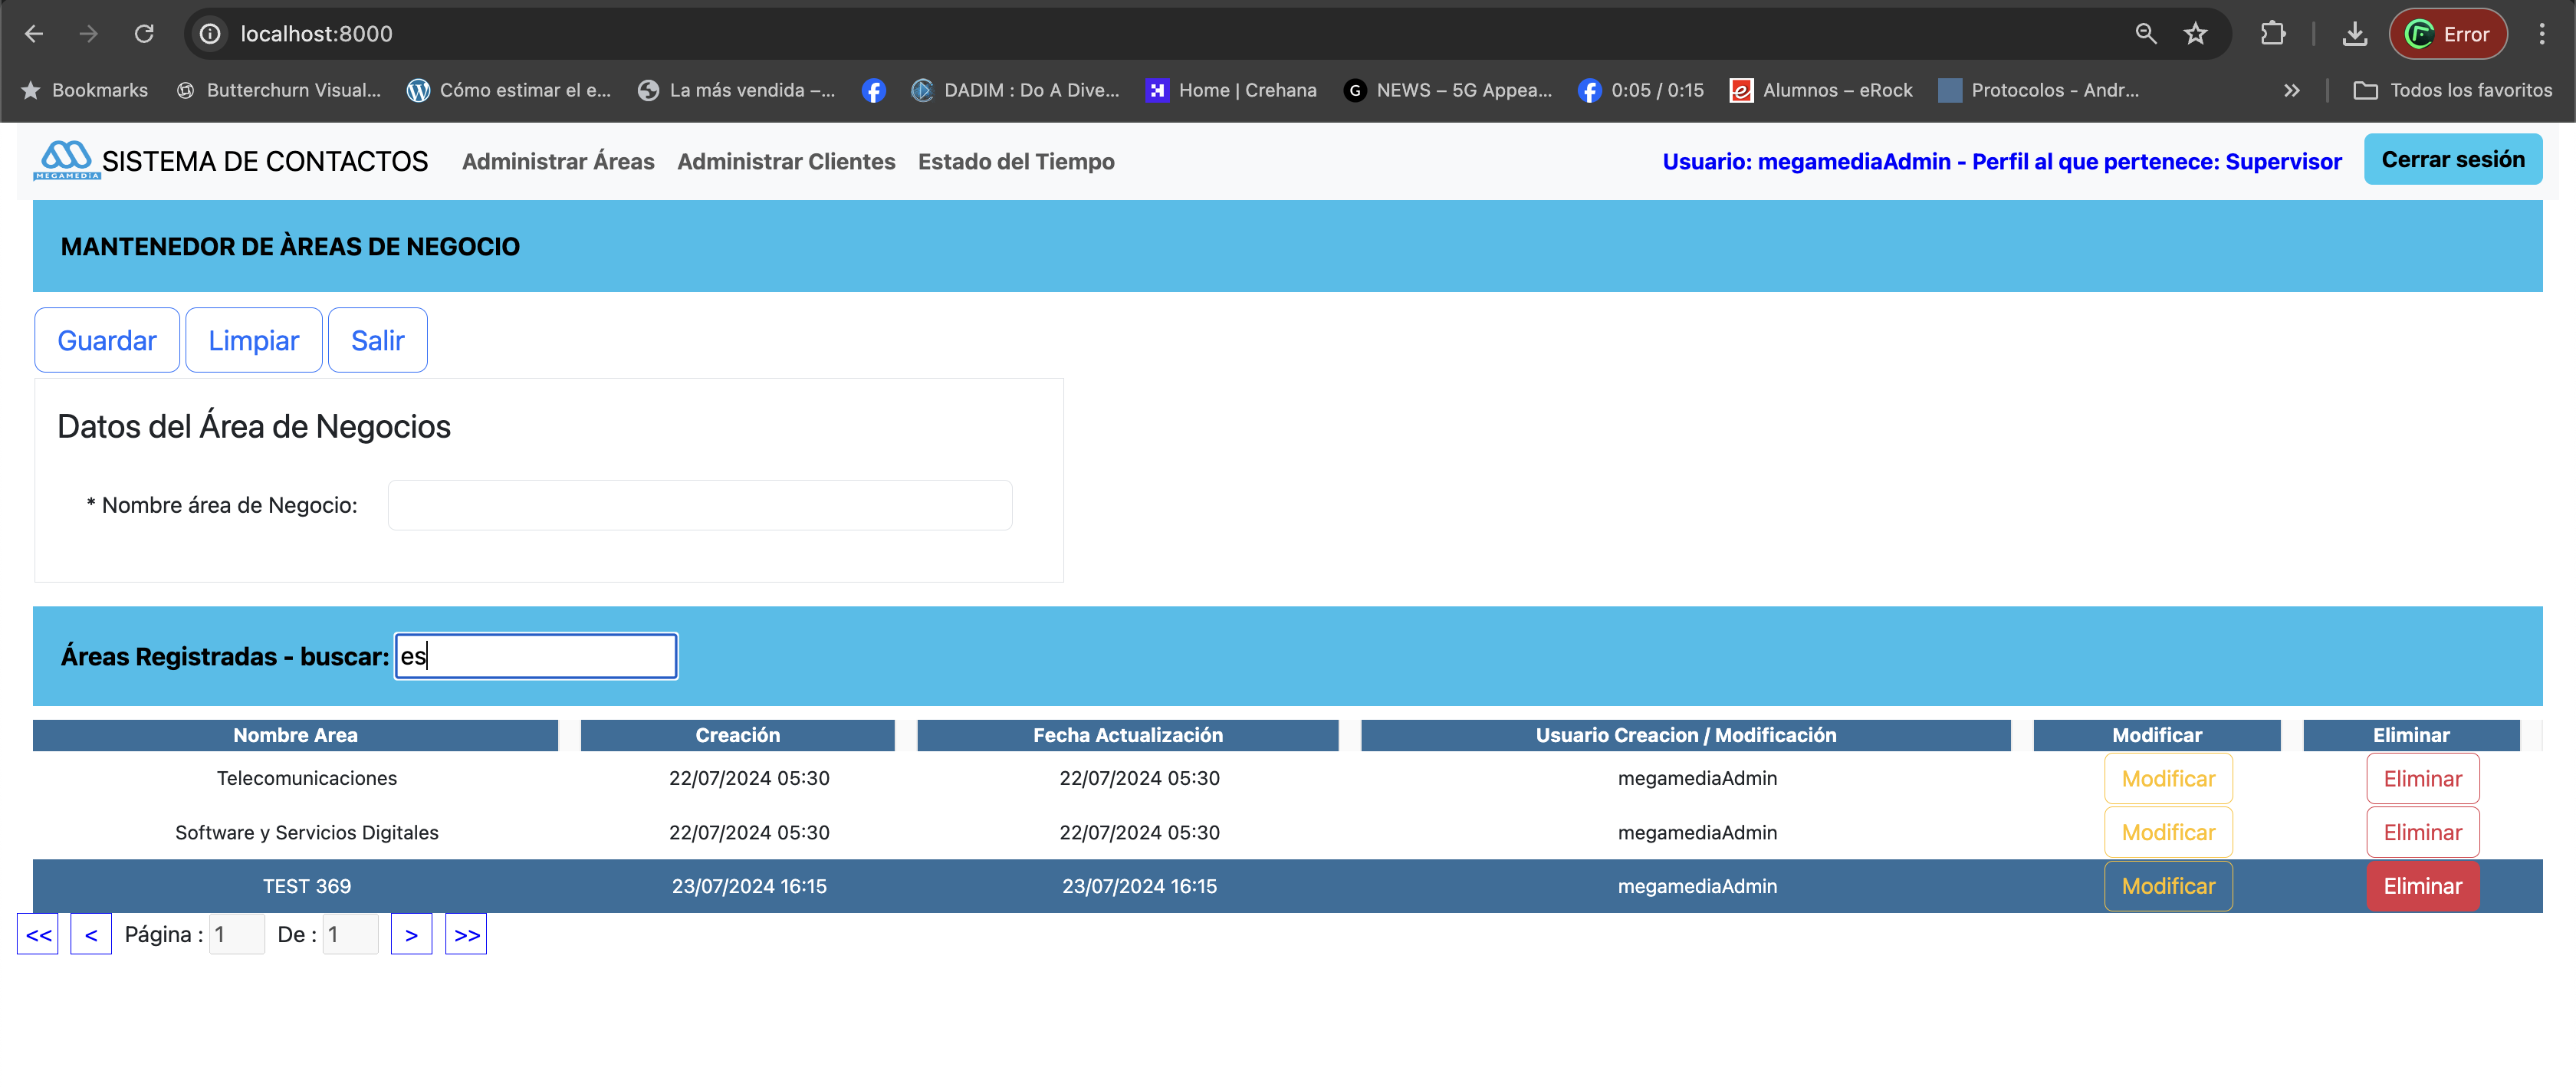 localhost:8000
Error
Bookmarks
Butterchurn Visual...
Cómo estimar el e...
La más vendida –...
DADIM : Do A Dive...
Home | Crehana
NEWS – 5G Appea...
0:05 / 0:15
Alumnos – eRock
Protocolos - Andr...
Todos los favoritos
MEGAMEDIA
SISTEMA DE CONTACTOS
Administrar Áreas
Administrar Clientes
Estado del Tiempo
Usuario: megamediaAdmin - Perfil al que pertenece: Supervisor
Cerrar sesión
MANTENEDOR DE ÀREAS DE NEGOCIO
Guardar
Limpiar
Salir
Datos del Área de Negocios
* Nombre área de Negocio:
Áreas Registradas - buscar: es
Nombre Area Creación Fecha Actualización Usuario Creacion / Modificación Modificar Eliminar
Telecomunicaciones 22/07/2024 05:30 22/07/2024 05:30 megamediaAdmin Modificar Eliminar
Software y Servicios Digitales 22/07/2024 05:30 22/07/2024 05:30 megamediaAdmin Modificar Eliminar
TEST 369 23/07/2024 16:15 23/07/2024 16:15 megamediaAdmin Modificar Eliminar
<< < Página : 1 De : 1 > >>